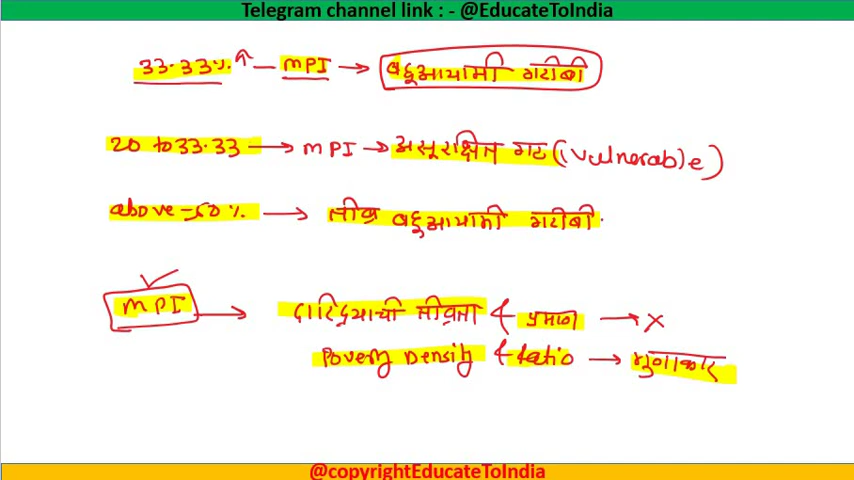 Telegram channel link : - @EducateToIndia
33.33%↑ — MPI → बहुआयामी गरीबी
20 to 33.33 → MPI → असुरक्षित गट (Vulnerable)
above - 50% → तीव्र बहुआयामी गरीबी
MPI → दारिद्र्याची तीव्रता & प्रमाण → X
Poverty Density & Ratio → गुणाकार
@copyrightEducateToIndia